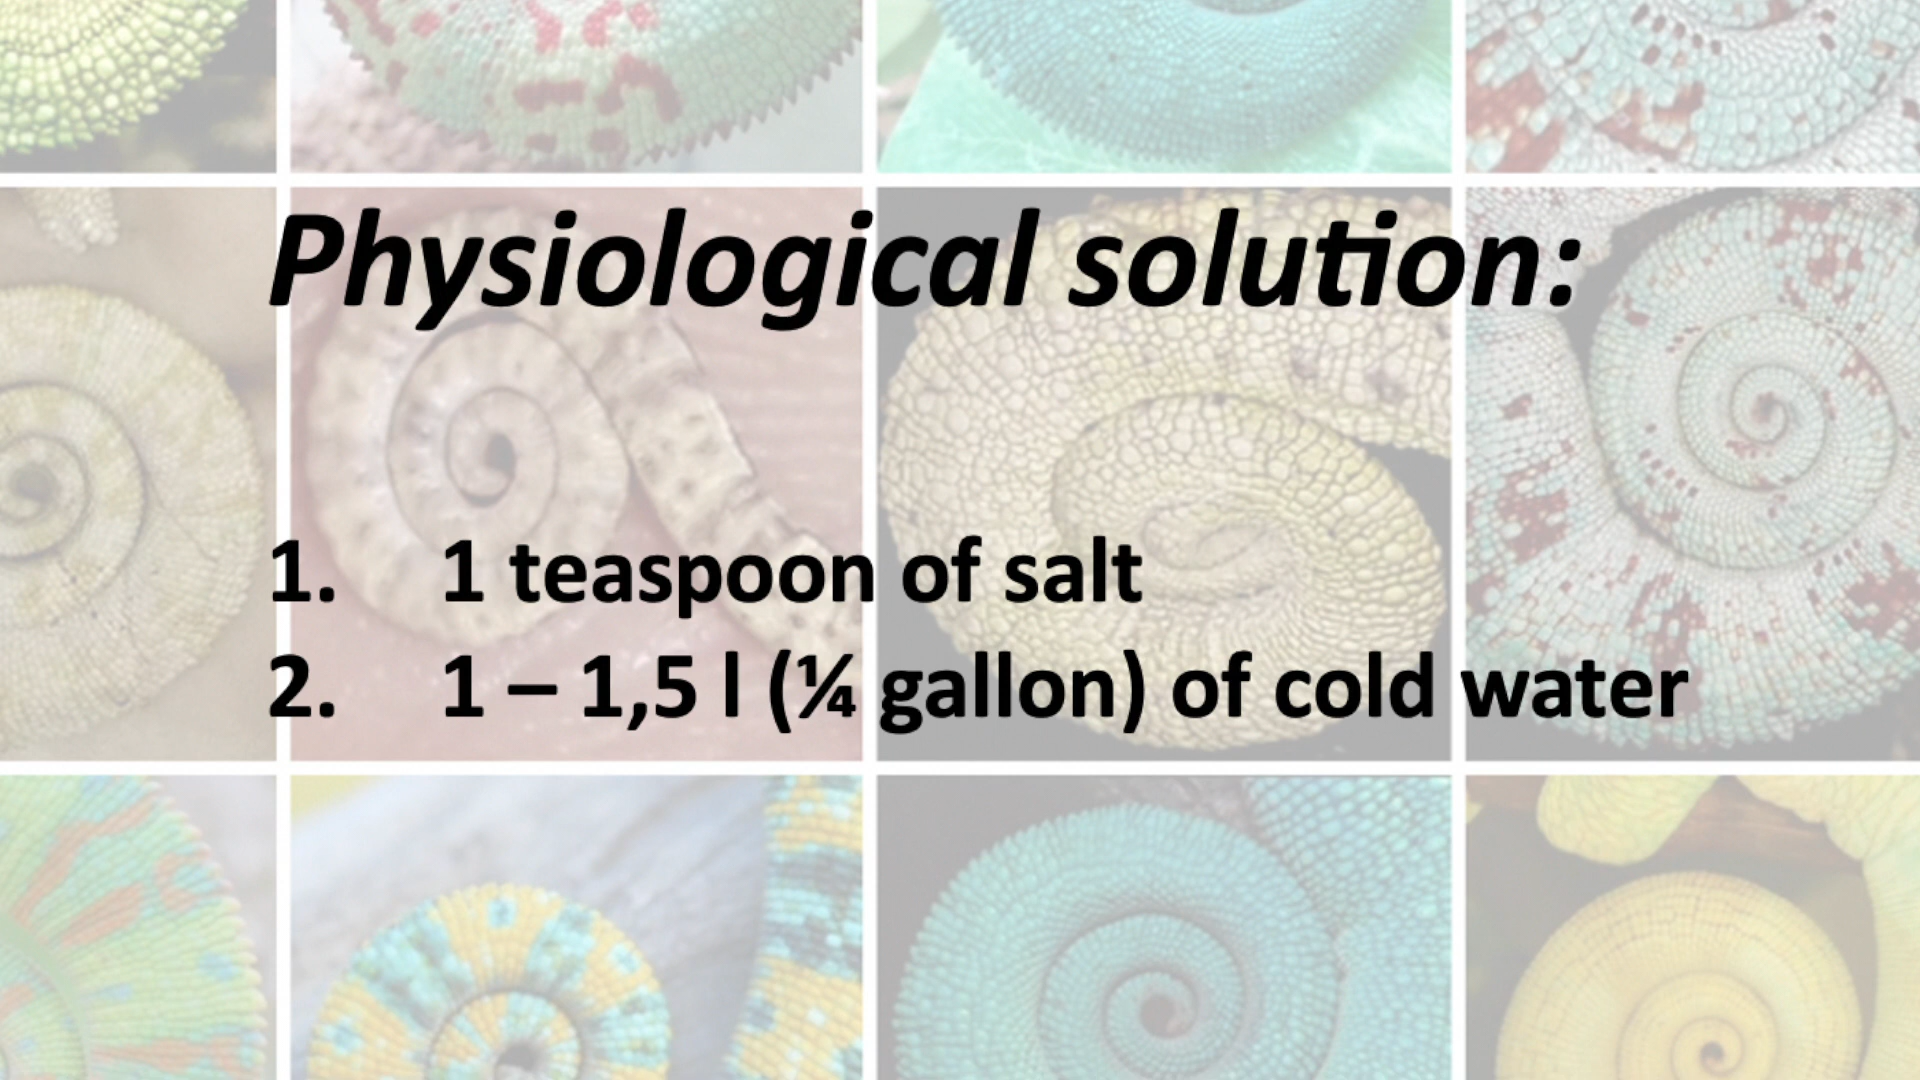 Physiological solution:
1. 1 teaspoon of salt
2. 1 – 1,5 l (¼ gallon) of cold water